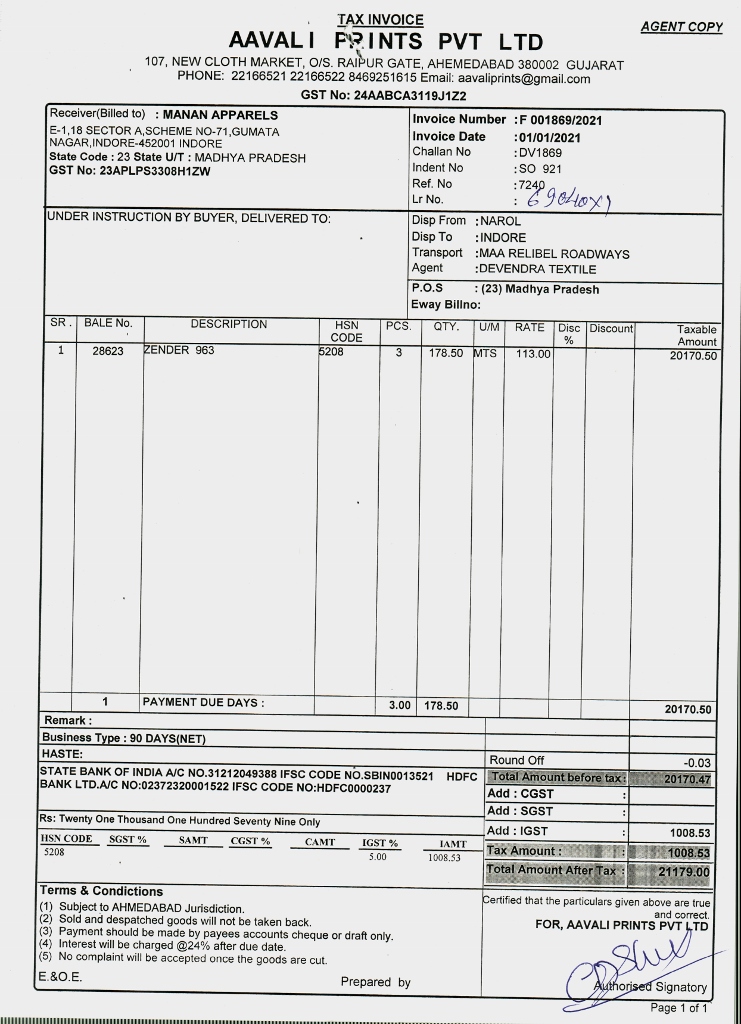 TAX INVOICE
AGENT COPY
AAVALI PRINTS PVT LTD
107, NEW CLOTH MARKET, O/S. RAIPUR GATE, AHEMEDABAD 380002 GUJARAT
PHONE: 22166521 22166522 8469251615 Email: aavaliprints@gmail.com
GST No: 24AABCA3119J1Z2
Receiver(Billed to) : MANAN APPARELS
E-1,18 SECTOR A,SCHEME NO-71,GUMATA
NAGAR,INDORE-452001 INDORE
State Code : 23 State U/T : MADHYA PRADESH
GST No: 23APLPS3308H1ZW
Invoice Number : F 001869/2021
Invoice Date : 01/01/2021
Challan No : DV1869
Indent No : SO 921
Ref. No : 7240
Lr No. :
UNDER INSTRUCTION BY BUYER, DELIVERED TO:
Disp From : NAROL
Disp To : INDORE
Transport : MAA RELIBEL ROADWAYS
Agent : DEVENDRA TEXTILE
P.O.S : (23) Madhya Pradesh
Eway Billno:
SR. BALE No. DESCRIPTION HSN CODE PCS. QTY. U/M RATE Disc % Discount Taxable Amount
1 28623 ZENDER 963 5208 3 178.50 MTS 113.00 20170.50
1 PAYMENT DUE DAYS : 3.00 178.50 20170.50
Remark :
Business Type : 90 DAYS(NET)
HASTE:
STATE BANK OF INDIA A/C NO.31212049388 IFSC CODE NO.SBIN0013521 HDFC
BANK LTD.A/C NO:02372320001522 IFSC CODE NO:HDFC0000237
Rs: Twenty One Thousand One Hundred Seventy Nine Only
HSN CODE SGST % SAMT CGST % CAMT IGST % IAMT
5208 5.00 1008.53
Round Off -0.03
Total Amount before tax: 20170.47
Add : CGST :
Add : SGST :
Add : IGST : 1008.53
Tax Amount : 1008.53
Total Amount After Tax : 21179.00
Terms & Conditions
(1) Subject to AHMEDABAD Jurisdiction.
(2) Sold and despatched goods will not be taken back.
(3) Payment should be made by payees accounts cheque or draft only.
(4) Interest will be charged @24% after due date.
(5) No complaint will be accepted once the goods are cut.
E.&O.E.
Prepared by
Certified that the particulars given above are true
and correct.
FOR, AAVALI PRINTS PVT LTD
Authorised Signatory
Page 1 of 1